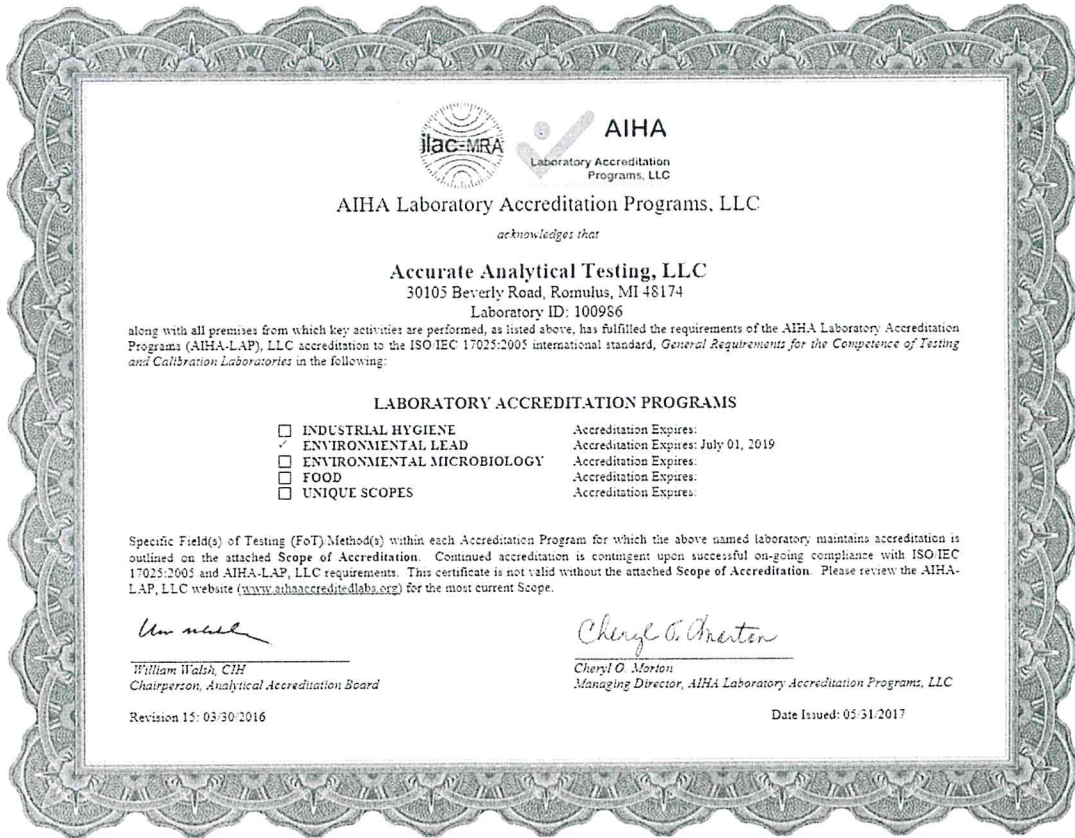 ilac-MRA
AIHA
Laboratory Accreditation
Programs, LLC
AIHA Laboratory Accreditation Programs, LLC
acknowledges that
Accurate Analytical Testing, LLC
30105 Beverly Road, Romulus, MI 48174
Laboratory ID: 100986
along with all premises from which key activities are performed, as listed above, has fulfilled the requirements of the AIHA Laboratory Accreditation
Programs (AIHA-LAP), LLC accreditation to the ISO/IEC 17025:2005 international standard, General Requirements for the Competence of Testing
and Calibration Laboratories in the following:
LABORATORY ACCREDITATION PROGRAMS
☐ INDUSTRIAL HYGIENE Accreditation Expires:
✓ ENVIRONMENTAL LEAD Accreditation Expires: July 01, 2019
☐ ENVIRONMENTAL MICROBIOLOGY Accreditation Expires:
☐ FOOD Accreditation Expires:
☐ UNIQUE SCOPES Accreditation Expires:
Specific Field(s) of Testing (FoT)/Method(s) within each Accreditation Program for which the above named laboratory maintains accreditation is
outlined on the attached Scope of Accreditation. Continued accreditation is contingent upon successful on-going compliance with ISO/IEC
17025:2005 and AIHA-LAP, LLC requirements. This certificate is not valid without the attached Scope of Accreditation. Please review the AIHA-
LAP, LLC website (www.aihaaccreditedlabs.org) for the most current Scope.
Cheryl O. Morton
William Walsh, CIH Cheryl O. Morton
Chairperson, Analytical Accreditation Board Managing Director, AIHA Laboratory Accreditation Programs, LLC
Revision 15: 03/30/2016 Date Issued: 05/31/2017